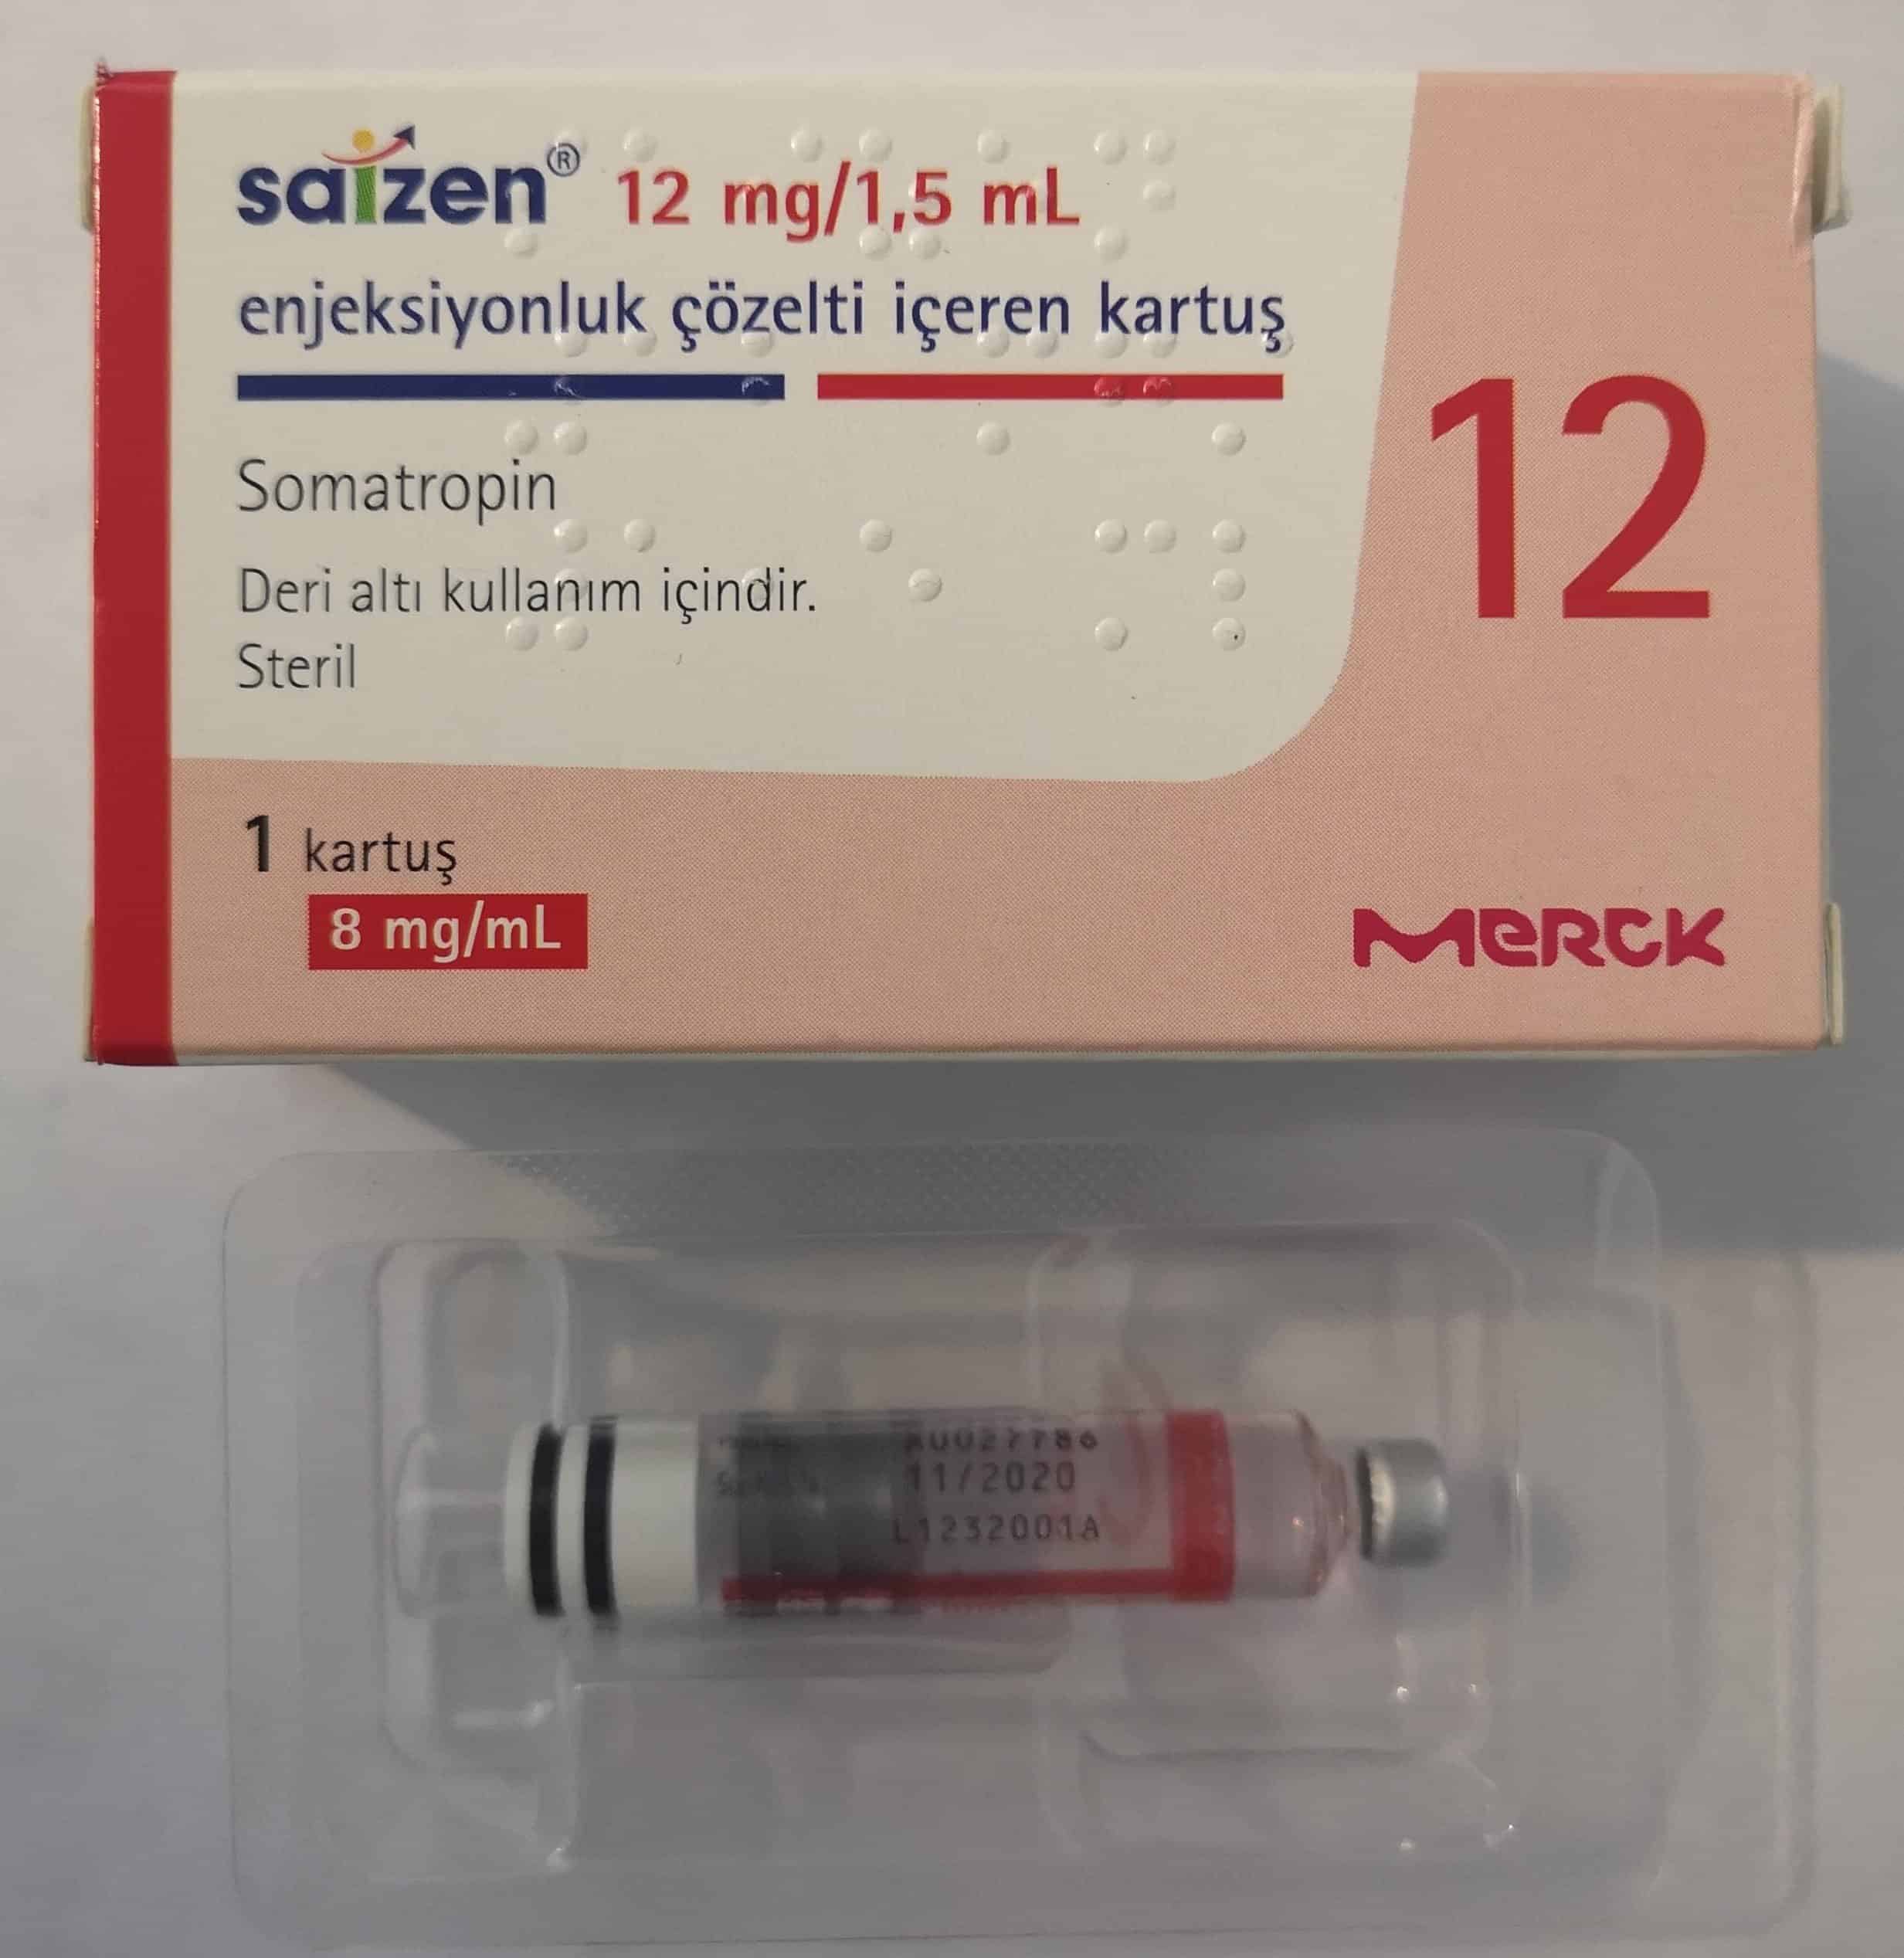 saizen® 12 mg/1,5 mL
enjeksiyonluk çözelti içeren kartuş
Somatropin
Deri altı kullanım içindir.
Steril
12
1 kartuş
8 mg/mL
MERCK
AU027786
11/2020
L1232001A